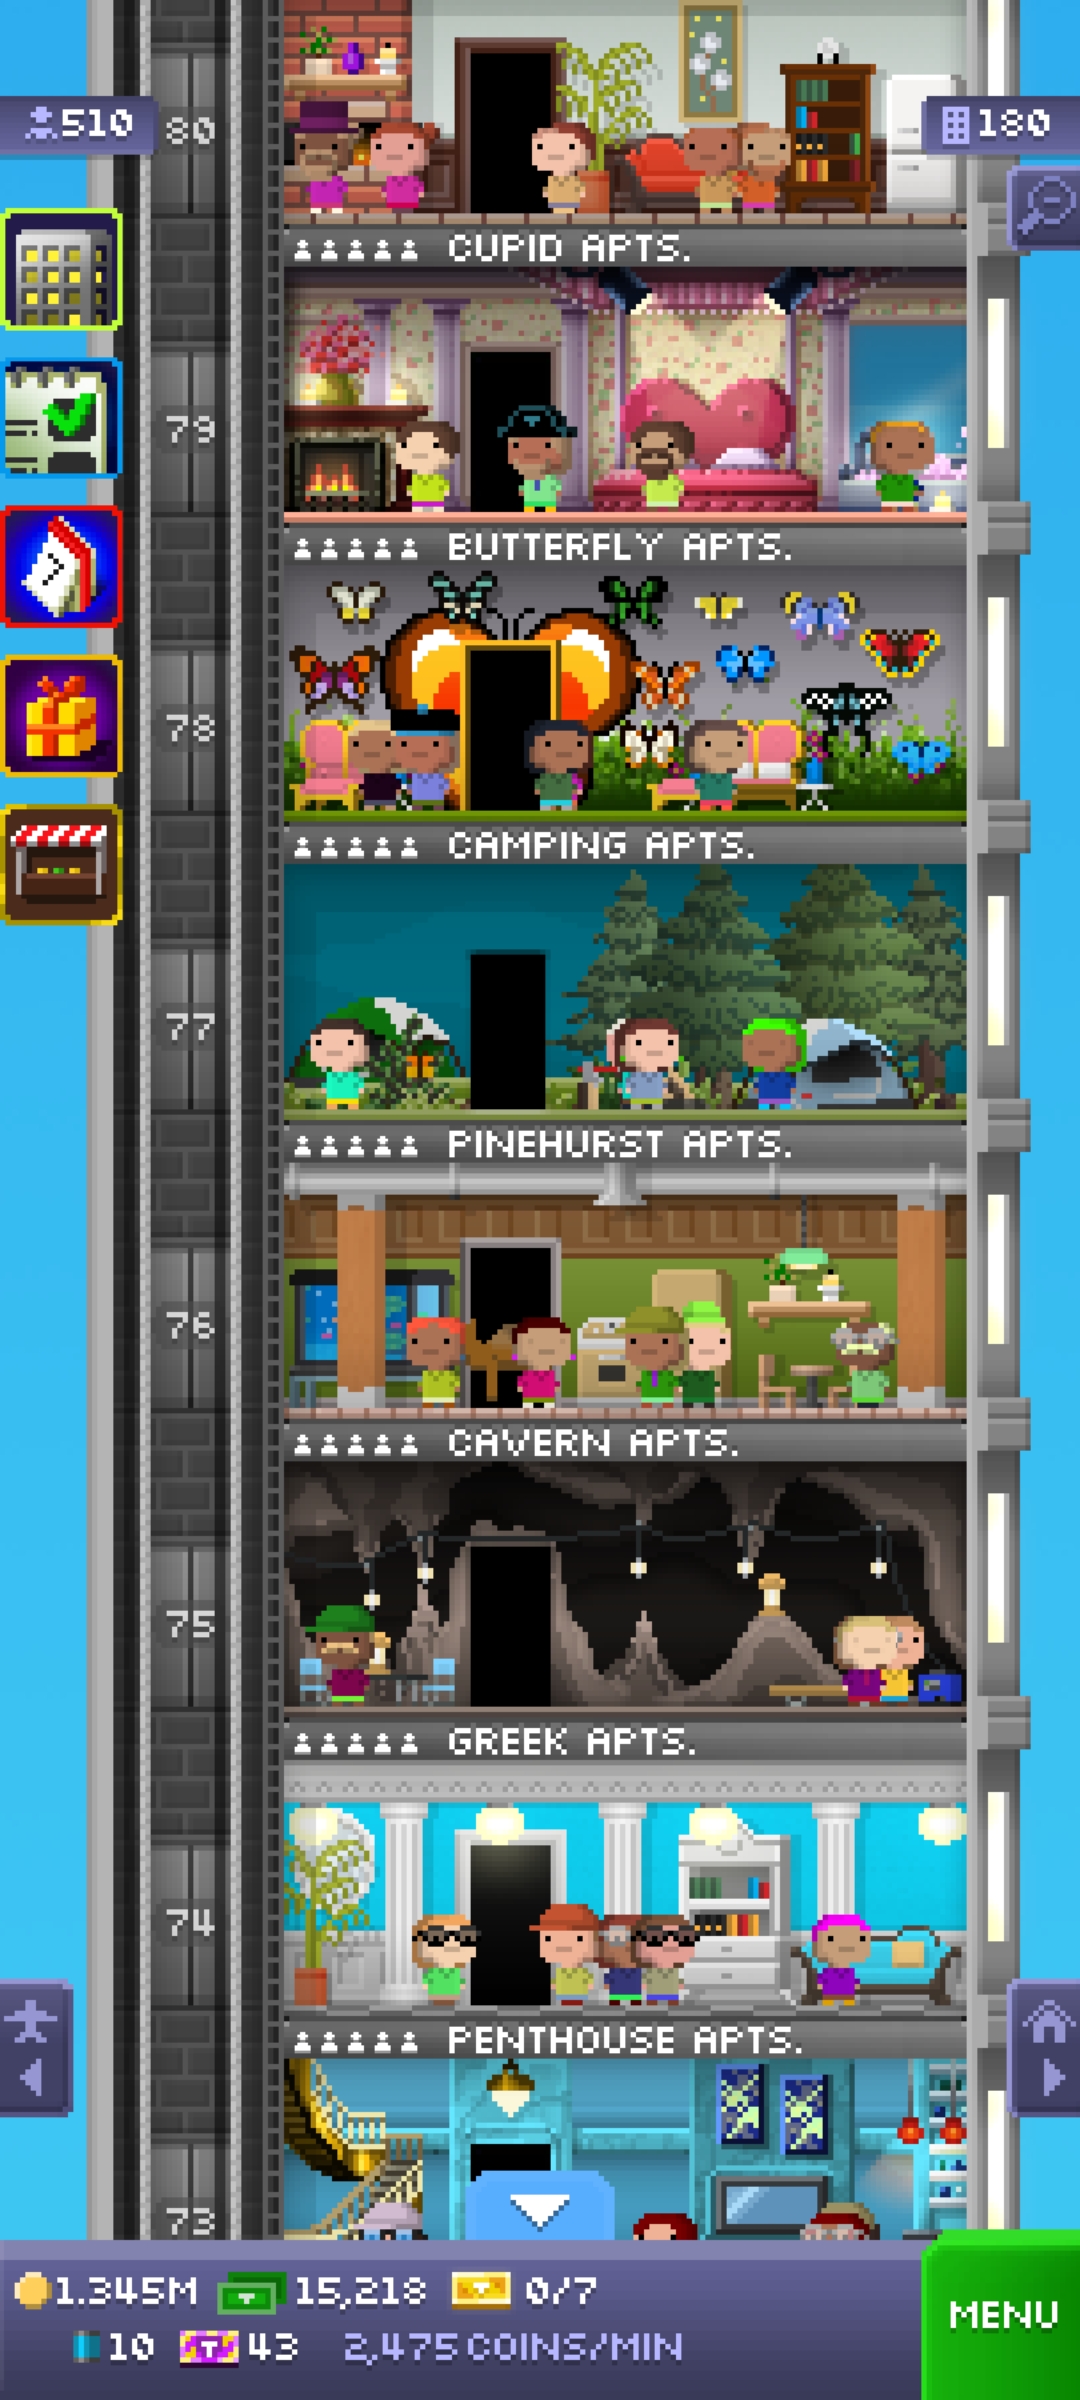 510
80
180
CUPID APTS.
79
BUTTERFLY APTS.
78
CAMPING APTS.
77
PINEHURST APTS.
76
CAVERN APTS.
75
GREEK APTS.
74
PENTHOUSE APTS.
73
1.345M 15,218 0/7
10 43 2,475 COINS/MIN
MENU